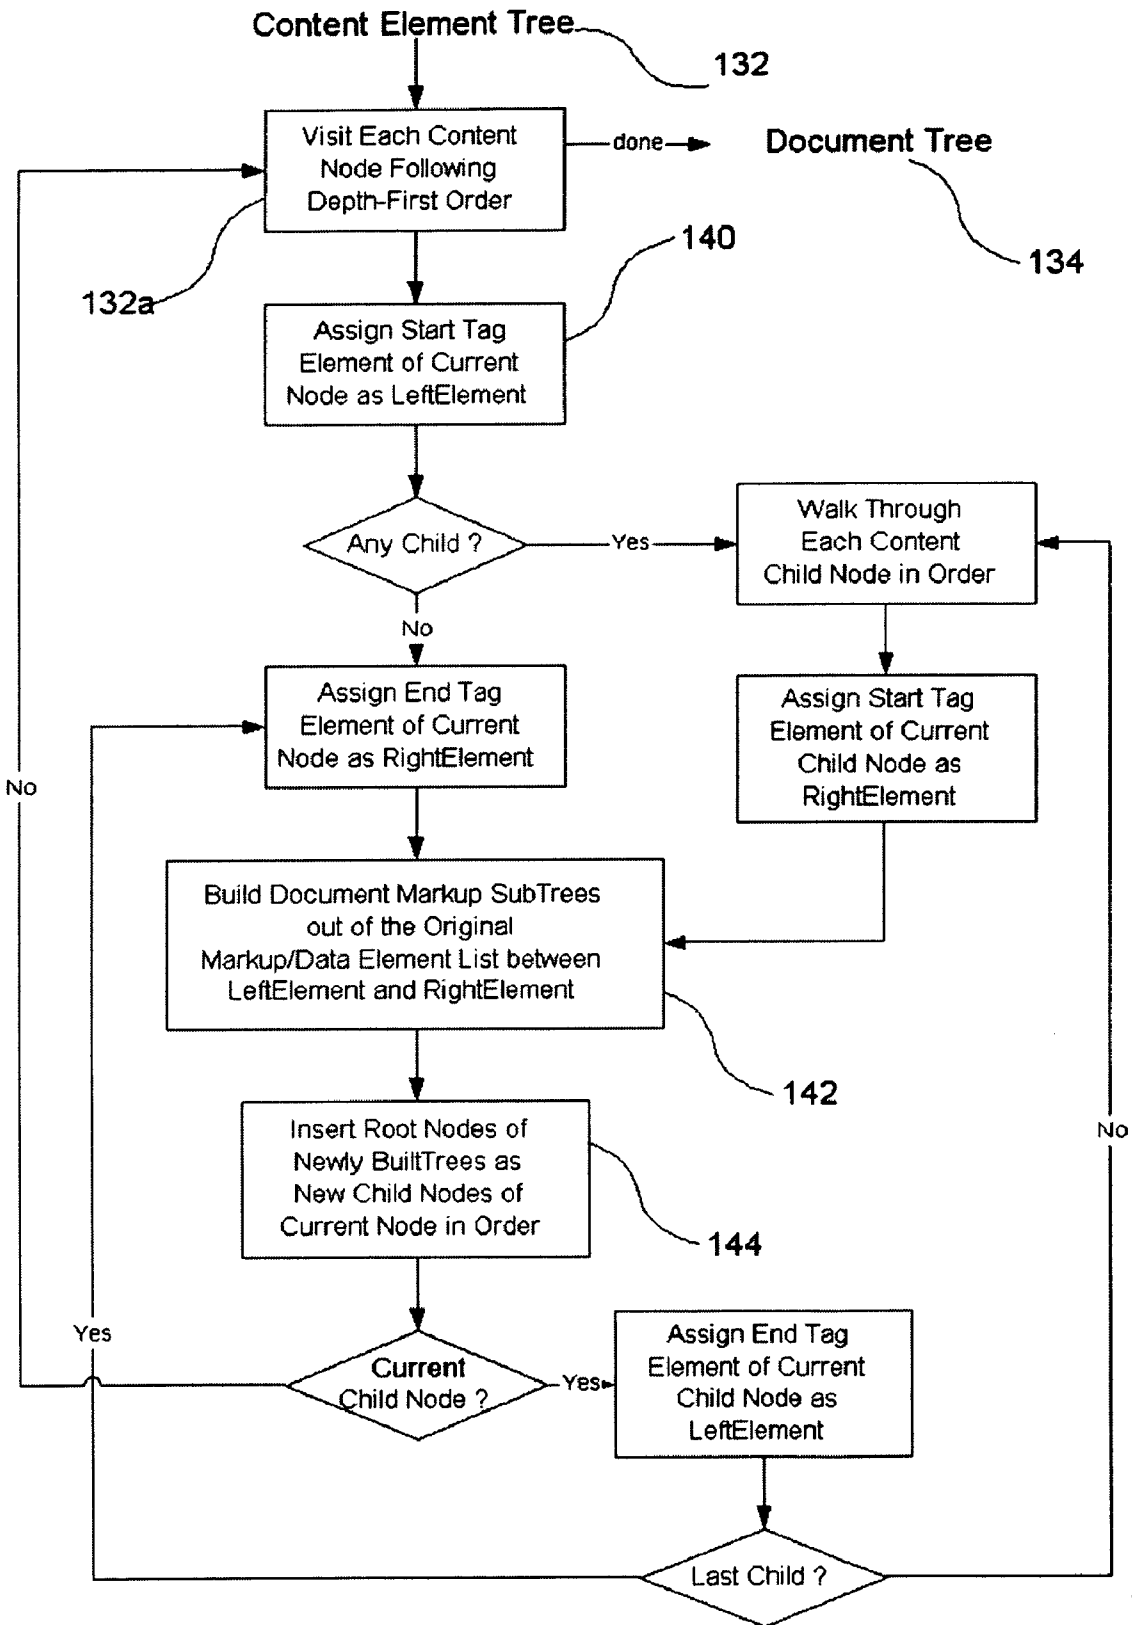 Content Element Tree
132
Visit Each Content
Node Following
Depth-First Order
done
Document Tree
134
132a
140
Assign Start Tag
Element of Current
Node as LeftElement
Any Child ?
Yes
Walk Through
Each Content
Child Node in Order
No
Assign End Tag
Element of Current
Node as RightElement
Assign Start Tag
Element of Current
Child Node as
RightElement
No
Build Document Markup SubTrees
out of the Original
Markup/Data Element List between
LeftElement and RightElement
142
Insert Root Nodes of
Newly BuiltTrees as
New Child Nodes of
Current Node in Order
144
No
Yes
Current
Child Node ?
Yes
Assign End Tag
Element of Current
Child Node as
LeftElement
Last Child ?